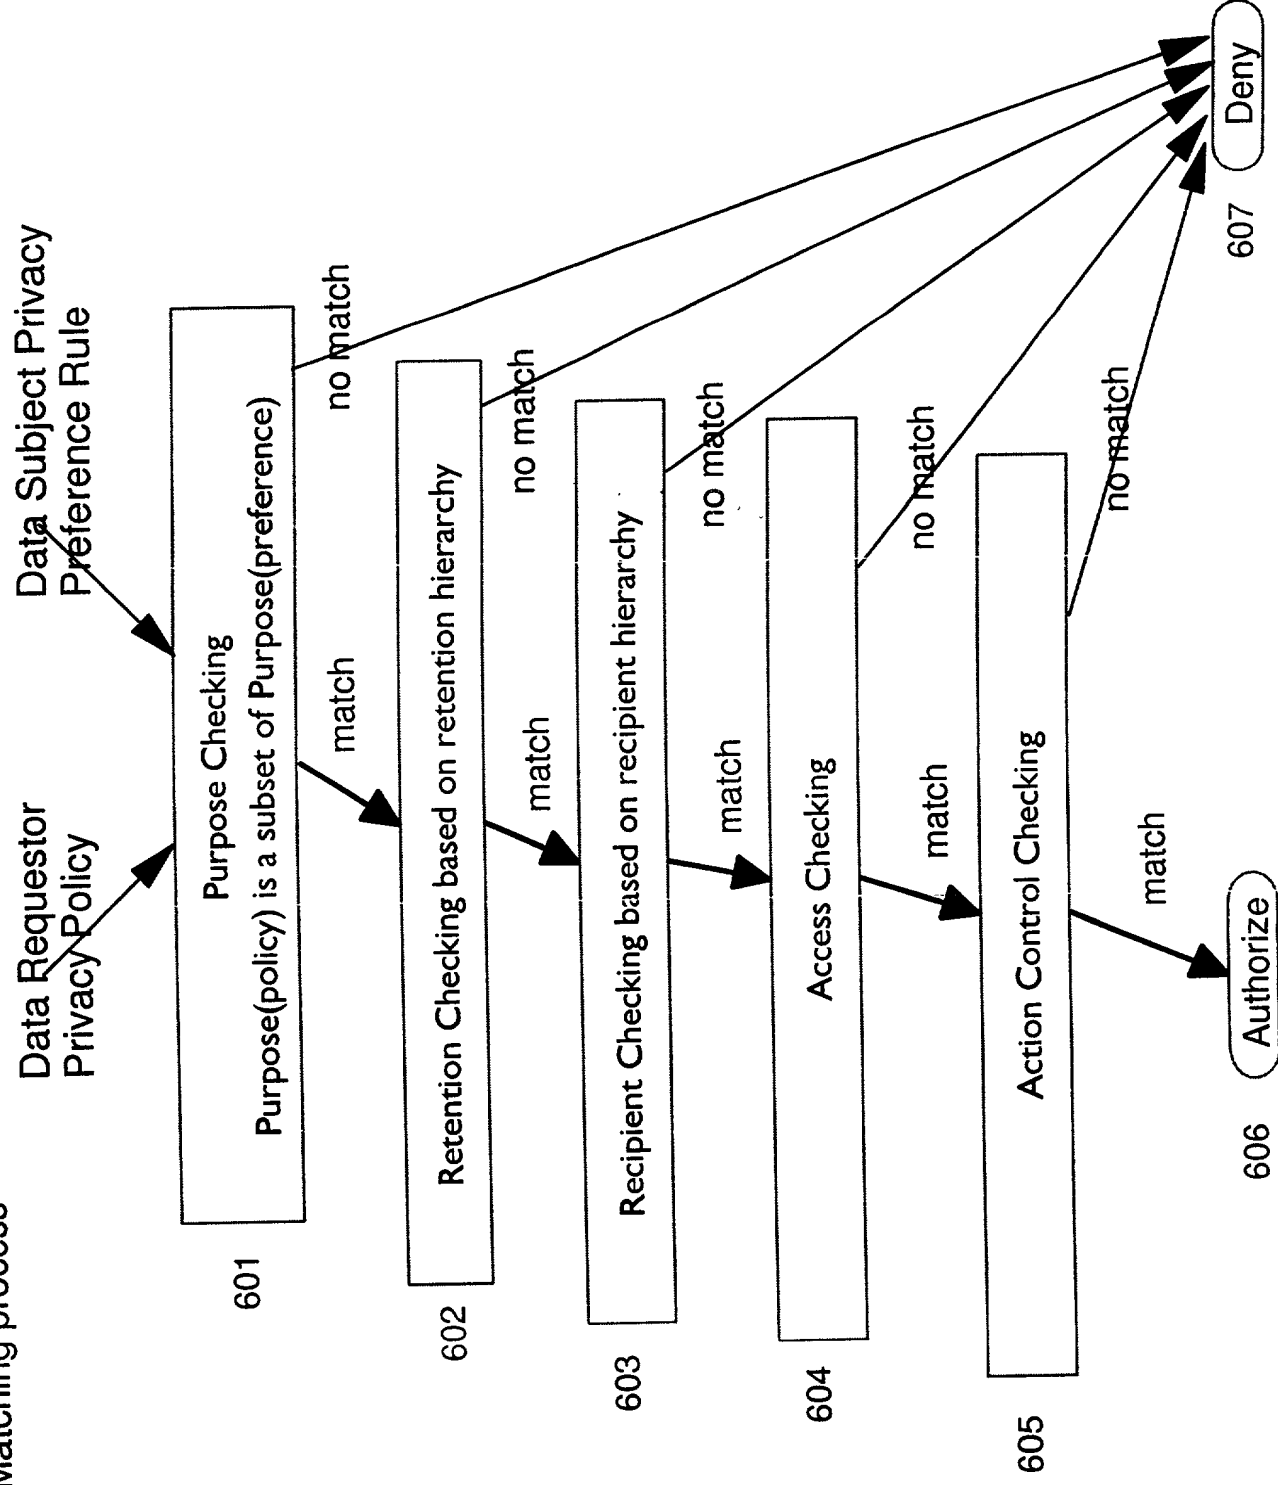 Matching process
Data Requestor
Privacy Policy
Data Subject Privacy
Preference Rule
601
Purpose Checking
Purpose(policy) is a subset of Purpose(preference)
match
no match
602
Retention Checking based on retention hierarchy
match
no match
603
Recipient Checking based on recipient hierarchy
match
no match
604
Access Checking
match
no match
605
Action Control Checking
match
no match
606
Authorize
607
Deny